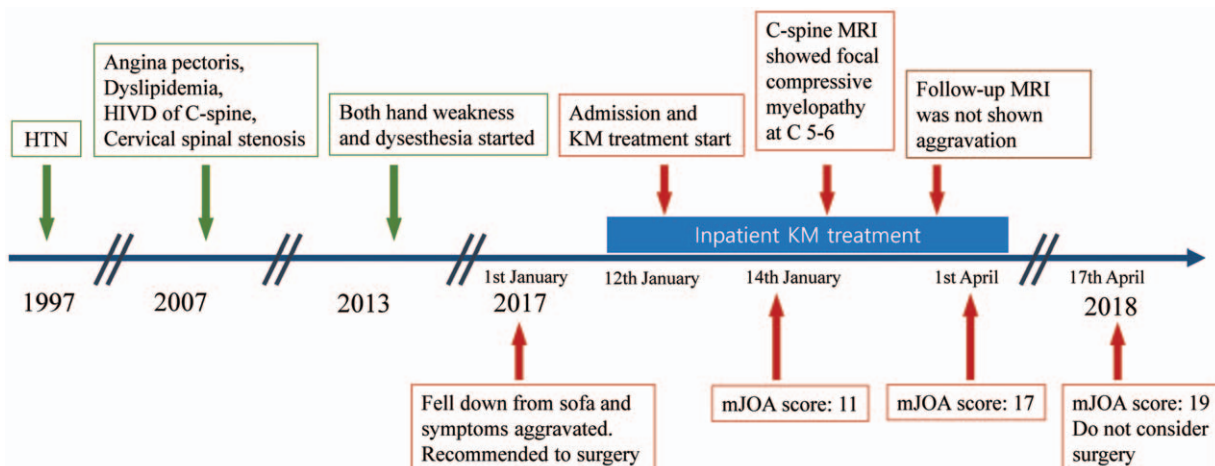 HTN
Angina pectoris,
Dyslipidemia,
HIVD of C-spine,
Cervical spinal stenosis
Both hand weakness
and dysesthesia started
Admission and
KM treatment start
C-spine MRI
showed focal
compressive
myelopathy
at C 5-6
Follow-up MRI
was not shown
aggravation
Inpatient KM treatment
1997
2007
2013
1st January
2017
12th January
14th January
1st April
17th April
2018
Fell down from sofa and
symptoms aggravated.
Recommended to surgery
mJOA score: 11
mJOA score: 17
mJOA score: 19
Do not consider
surgery